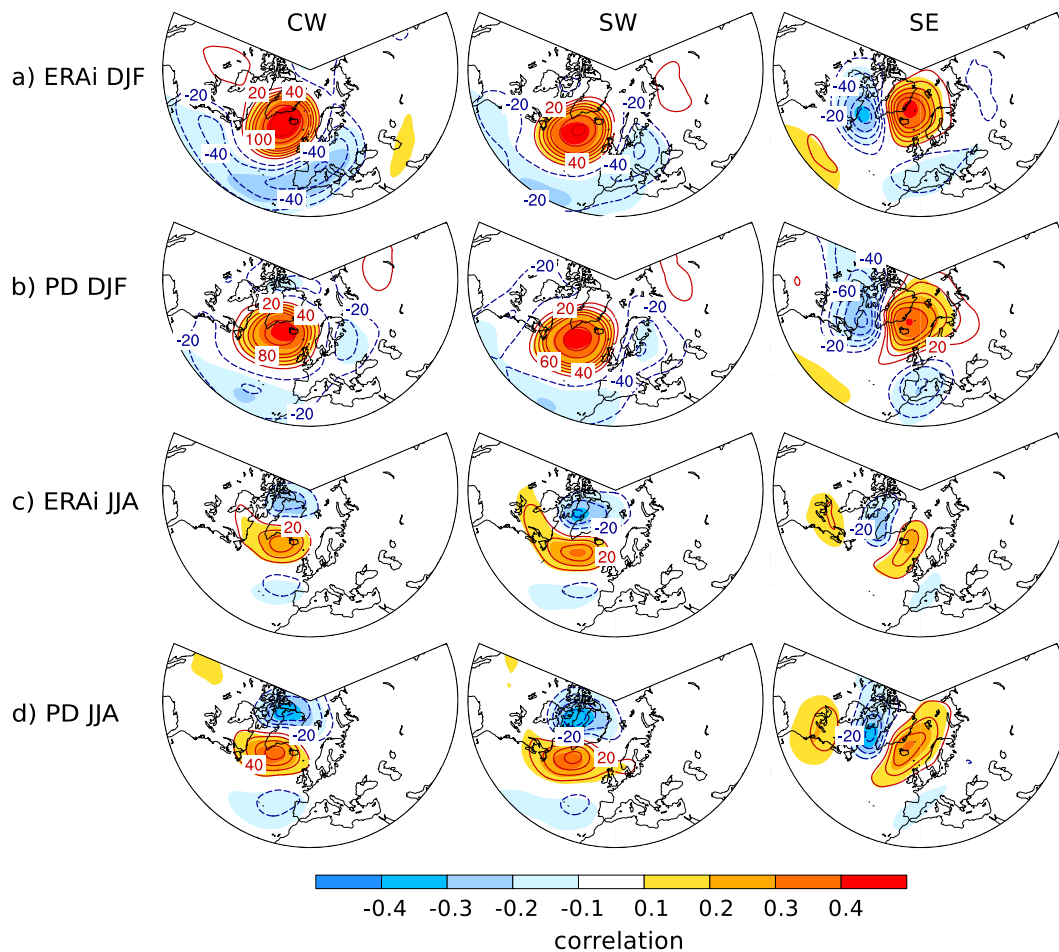 CW SW SE
a) ERAi DJF
20 40 -20 100 -40 -40 -40
-20 20 40 -20
-40 -20
b) PD DJF
20 40 -20 -20 80 -20
-20 20 60 40 -40
-40 -60 -20 20
c) ERAi JJA
20
-20 20
-20
d) PD JJA
-20 40
-20 20
-20
-0.4 -0.3 -0.2 -0.1 0.1 0.2 0.3 0.4
correlation